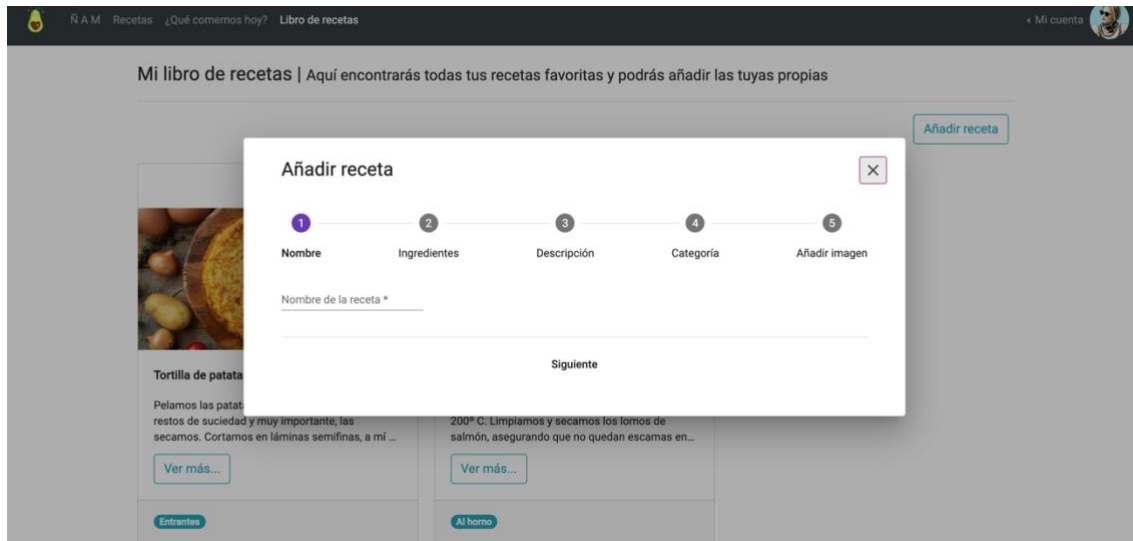 Ñ A M Recetas ¿Qué comemos hoy? Libro de recetas
‹ Mi cuenta
Mi libro de recetas | Aquí encontrarás todas tus recetas favoritas y podrás añadir las tuyas propias
Añadir receta
Añadir receta
1 2 3 4 5
Nombre Ingredientes Descripción Categoría Añadir imagen
Nombre de la receta *
Siguiente
Tortilla de patata
Pelamos las patat
restos de suciedad y muy importante, las
secamos. Cortamos en láminas semifinas, a mí ...
Ver más...
Entrantes
200º C. Limpiamos y secamos los lomos de
salmón, asegurando que no quedan escamas en...
Ver más...
Al horno